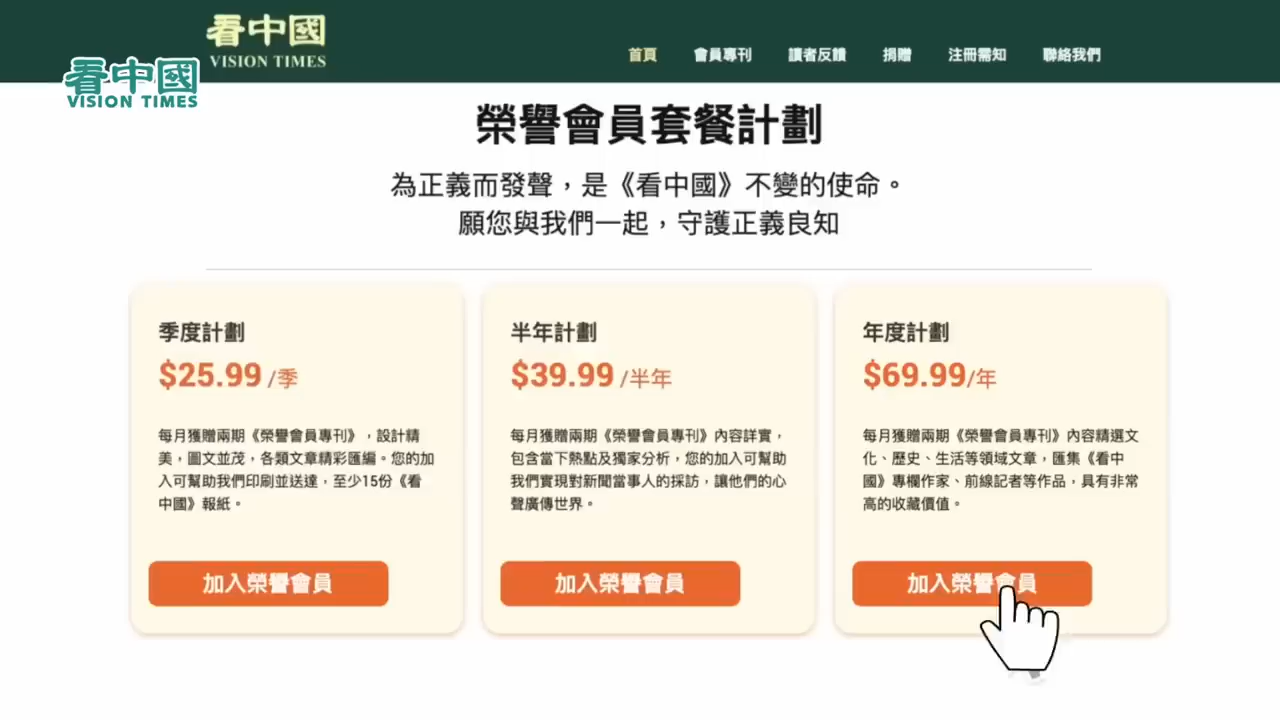 看中國
VISION TIMES
首頁 會員專刊 讀者反饋 捐贈 注冊需知 聯絡我們
看中國
VISION TIMES
榮譽會員套餐計劃
為正義而發聲，是《看中國》不變的使命。
願您與我們一起，守護正義良知
季度計劃
$25.99 /季
每月獲贈兩期《榮譽會員專刊》，設計精
美，圖文並茂，各類文章精彩匯編。您的加
入可幫助我們印刷並送達，至少15份《看
中國》報紙。
加入榮譽會員
半年計劃
$39.99 /半年
每月獲贈兩期《榮譽會員專刊》內容詳實，
包含當下熱點及獨家分析，您的加入可幫助
我們實現對新聞當事人的採訪，讓他們的心
聲廣傳世界。
加入榮譽會員
年度計劃
$69.99/年
每月獲贈兩期《榮譽會員專刊》內容精選文
化、歷史、生活等領域文章，匯集《看中
國》專欄作家、前線記者等作品，具有非常
高的收藏價值。
加入榮譽會員